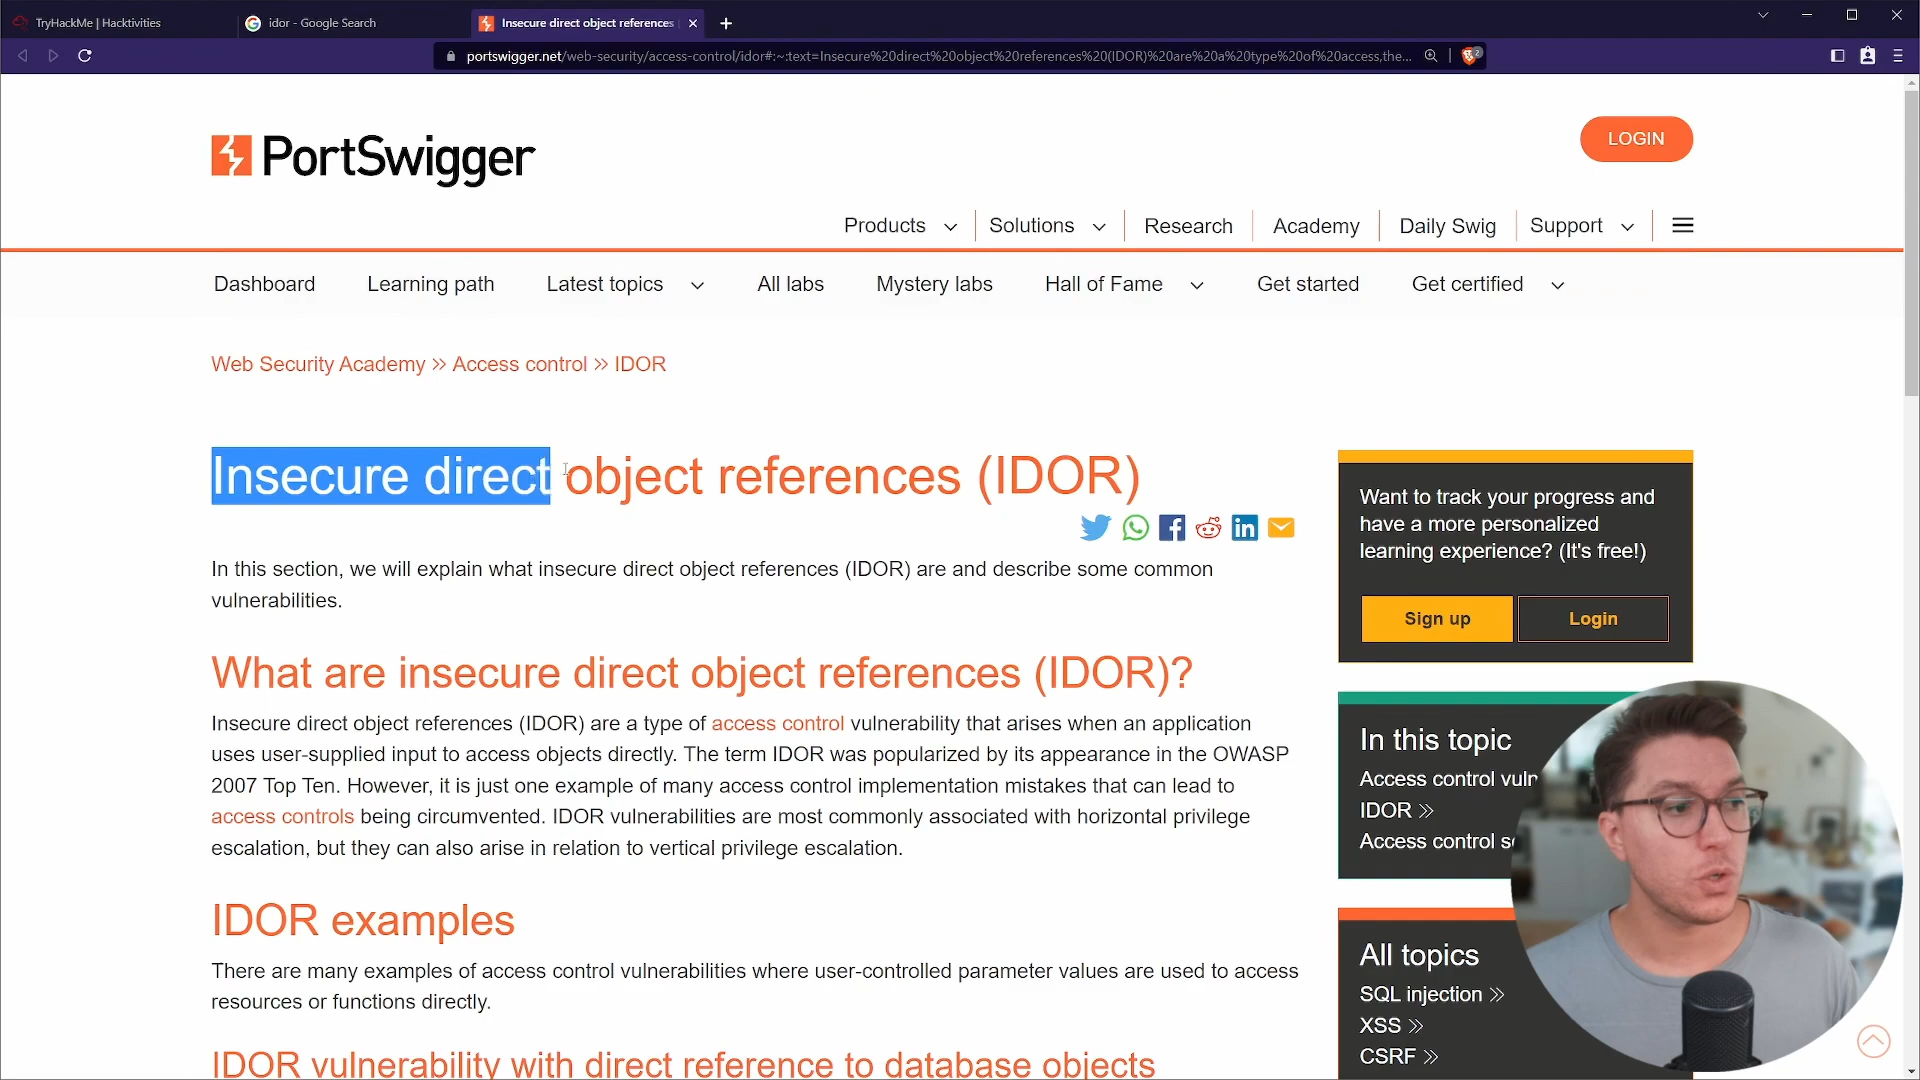 TryHackMe | Hacktivities
idor - Google Search
Insecure direct object references
portswigger.net/web-security/access-control/idor#:~:text=Insecure%20direct%20object%20references%20(IDOR)%20are%20a%20type%20of%20access,the...
2
PortSwigger
LOGIN
Products
Solutions
Research
Academy
Daily Swig
Support
Dashboard
Learning path
Latest topics
All labs
Mystery labs
Hall of Fame
Get started
Get certified
Web Security Academy >> Access control >> IDOR
Insecure direct object references (IDOR)
In this section, we will explain what insecure direct object references (IDOR) are and describe some common
vulnerabilities.
What are insecure direct object references (IDOR)?
Insecure direct object references (IDOR) are a type of access control vulnerability that arises when an application
uses user-supplied input to access objects directly. The term IDOR was popularized by its appearance in the OWASP
2007 Top Ten. However, it is just one example of many access control implementation mistakes that can lead to
access controls being circumvented. IDOR vulnerabilities are most commonly associated with horizontal privilege
escalation, but they can also arise in relation to vertical privilege escalation.
IDOR examples
There are many examples of access control vulnerabilities where user-controlled parameter values are used to access
resources or functions directly.
IDOR vulnerability with direct reference to database objects
Want to track your progress and
have a more personalized
learning experience? (It's free!)
Sign up
Login
In this topic
Access control vuln
IDOR >>
Access control
All topics
SQL injection >>
XSS >>
CSRF >>